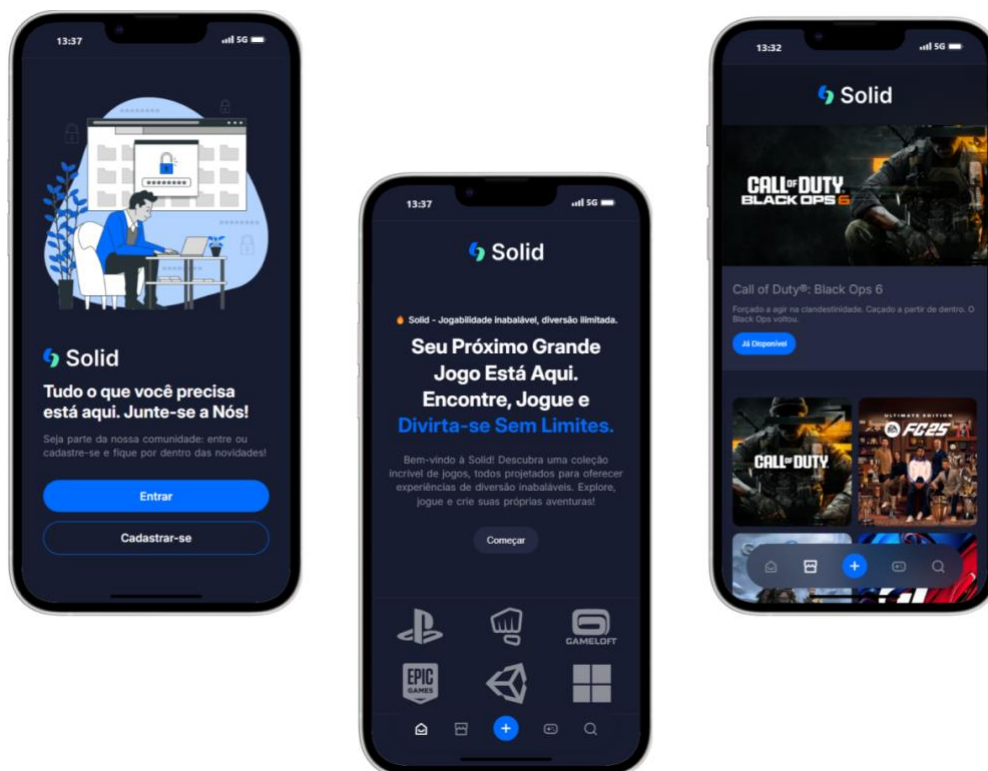 13:37
5G
********
Solid
Tudo o que você precisa
está aqui. Junte-se a Nós!
Seja parte da nossa comunidade: entre ou
cadastre-se e fique por dentro das novidades!
Entrar
Cadastrar-se
13:37
5G
Solid
Solid - Jogabilidade inabalável, diversão ilimitada.
Seu Próximo Grande
Jogo Está Aqui.
Encontre, Jogue e
Divirta-se Sem Limites.
Bem-vindo à Solid! Descubra uma coleção
incrível de jogos, todos projetados para oferecer
experiências de diversão inabaláveis. Explore,
jogue e crie suas próprias aventuras!
Começar
GAMELOFT
EPIC
GAMES
13:32
5G
Solid
CALL OF DUTY
BLACK OPS 6
Call of Duty®: Black Ops 6
Forçado a agir na clandestinidade. Caçado a partir de dentro. O
Black Ops voltou.
Já Disponível
CALL OF DUTY
ULTIMATE EDITION
EA SPORTS FC 25